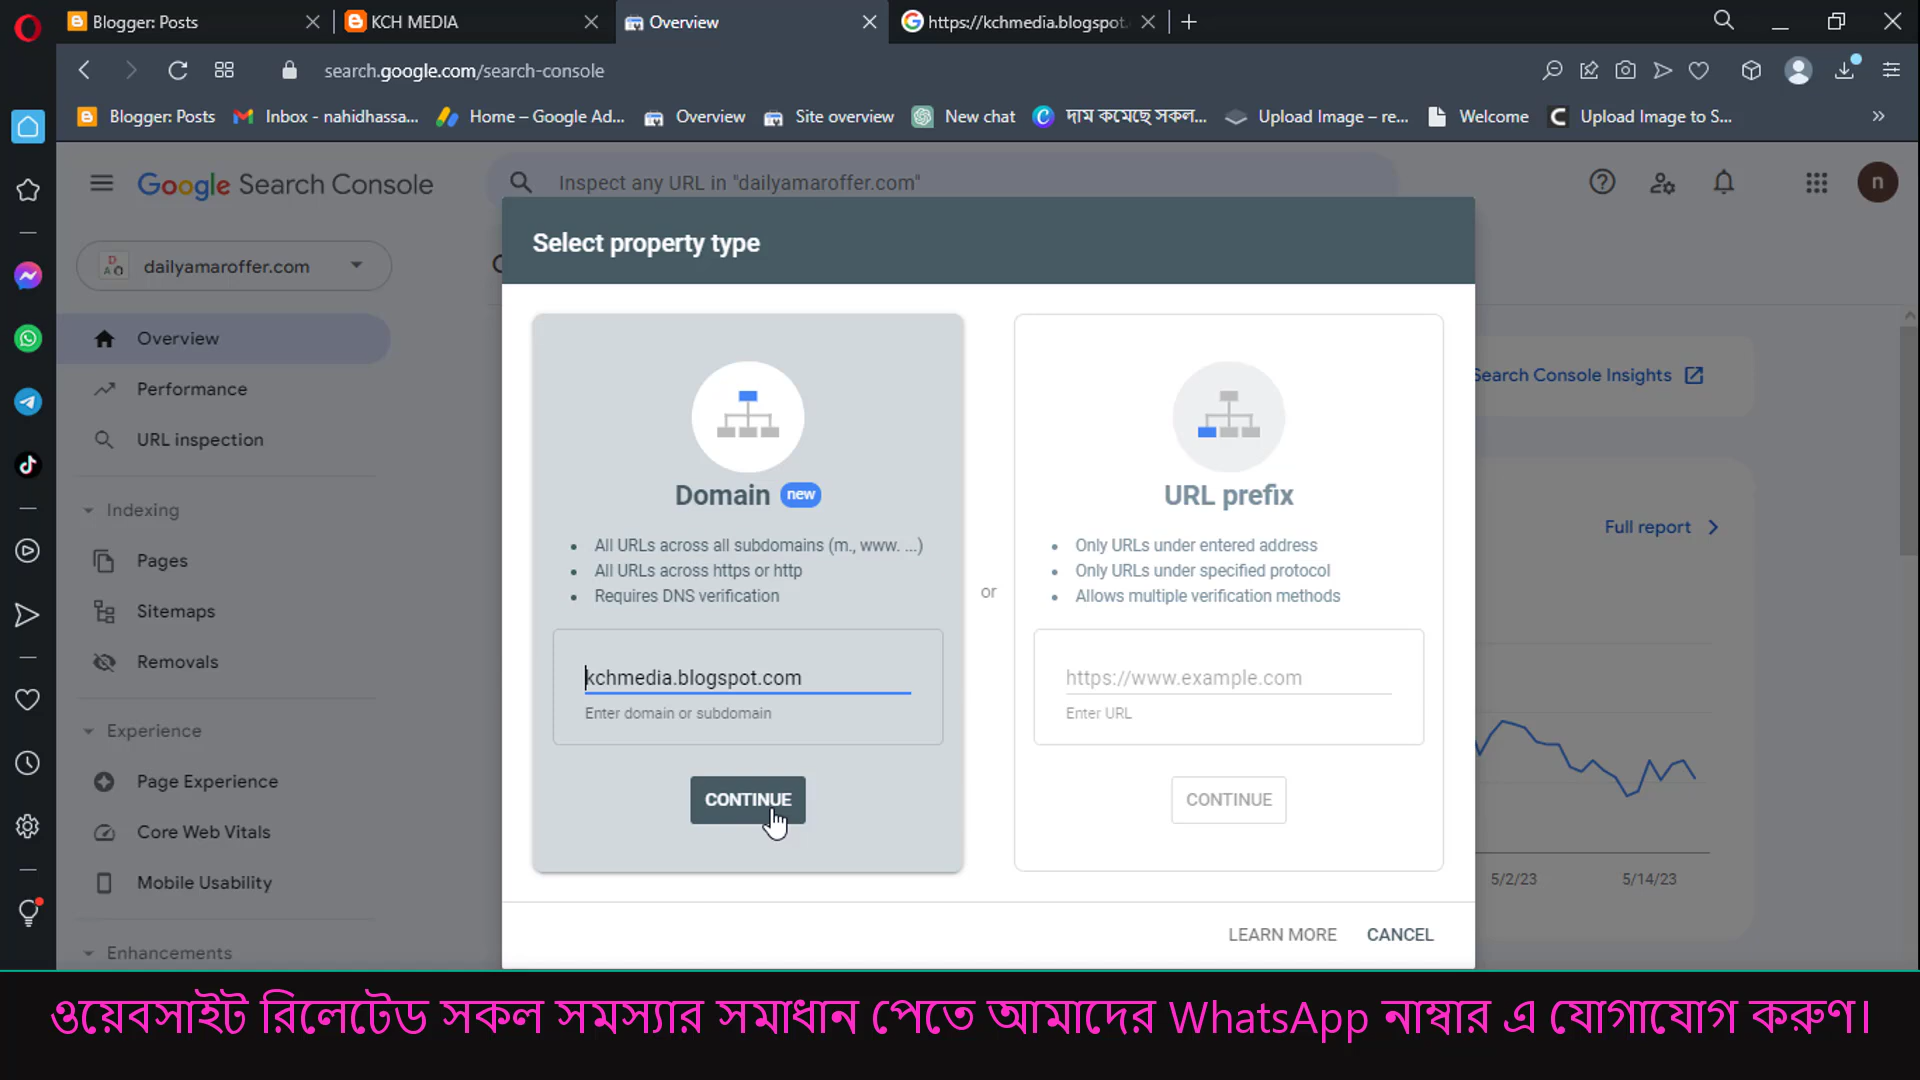 Blogger: Posts
KCH MEDIA
Overview
https://kchmedia.blogspot.
search.google.com/search-console
Blogger: Posts
Inbox - nahidhassa...
Home – Google Ad...
Overview
Site overview
New chat
দাম কমেছে সকল...
Upload Image – re...
Welcome
Upload Image to S...
Google Search Console
Inspect any URL in "dailyamaroffer.com"
n
dailyamaroffer.com
Overview
Performance
URL inspection
Indexing
Pages
Sitemaps
Removals
Experience
Page Experience
Core Web Vitals
Mobile Usability
Enhancements
Select property type
Domain new
All URLs across all subdomains (m., www. ...)
All URLs across https or http
Requires DNS verification
kchmedia.blogspot.com
Enter domain or subdomain
CONTINUE
or
URL prefix
Only URLs under entered address
Only URLs under specified protocol
Allows multiple verification methods
https://www.example.com
Enter URL
CONTINUE
LEARN MORE
CANCEL
Search Console Insights
Full report
5/2/23
5/14/23
ওয়েবসাইট রিলেটেড সকল সমস্যার সমাধান পেতে আমাদের WhatsApp নাম্বার এ যোগাযোগ করুণ।